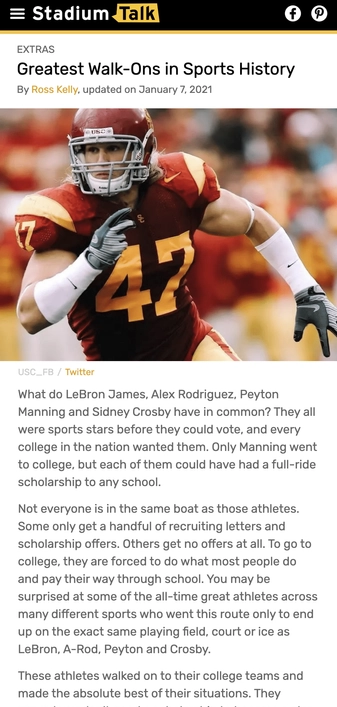 Stadium Talk
EXTRAS
Greatest Walk-Ons in Sports History
By Ross Kelly, updated on January 7, 2021
USC
47
47
USC_FB / Twitter
What do LeBron James, Alex Rodriguez, Peyton
Manning and Sidney Crosby have in common? They all
were sports stars before they could vote, and every
college in the nation wanted them. Only Manning went
to college, but each of them could have had a full-ride
scholarship to any school.
Not everyone is in the same boat as those athletes.
Some only get a handful of recruiting letters and
scholarship offers. Others get no offers at all. To go to
college, they are forced to do what most people do
and pay their way through school. You may be
surprised at some of the all-time great athletes across
many different sports who went this route only to end
up on the exact same playing field, court or ice as
LeBron, A-Rod, Peyton and Crosby.
These athletes walked on to their college teams and
made the absolute best of their situations. They